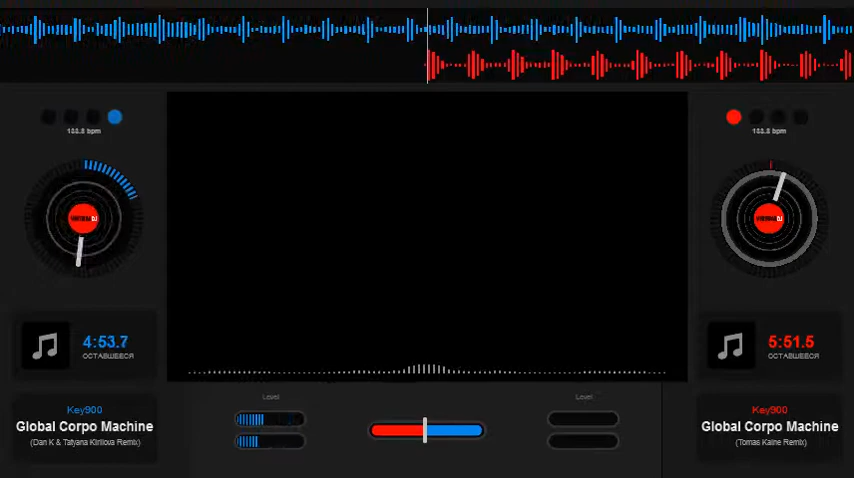 133.8 bpm
133.8 bpm
4:53.7
ОСТАВШЕЕСЯ
5:51.5
ОСТАВШЕЕСЯ
Level
Level
Key900
Global Corpo Machine
(Dan K & Tatyana Kirillova Remix)
Key900
Global Corpo Machine
(Tomas Kaine Remix)